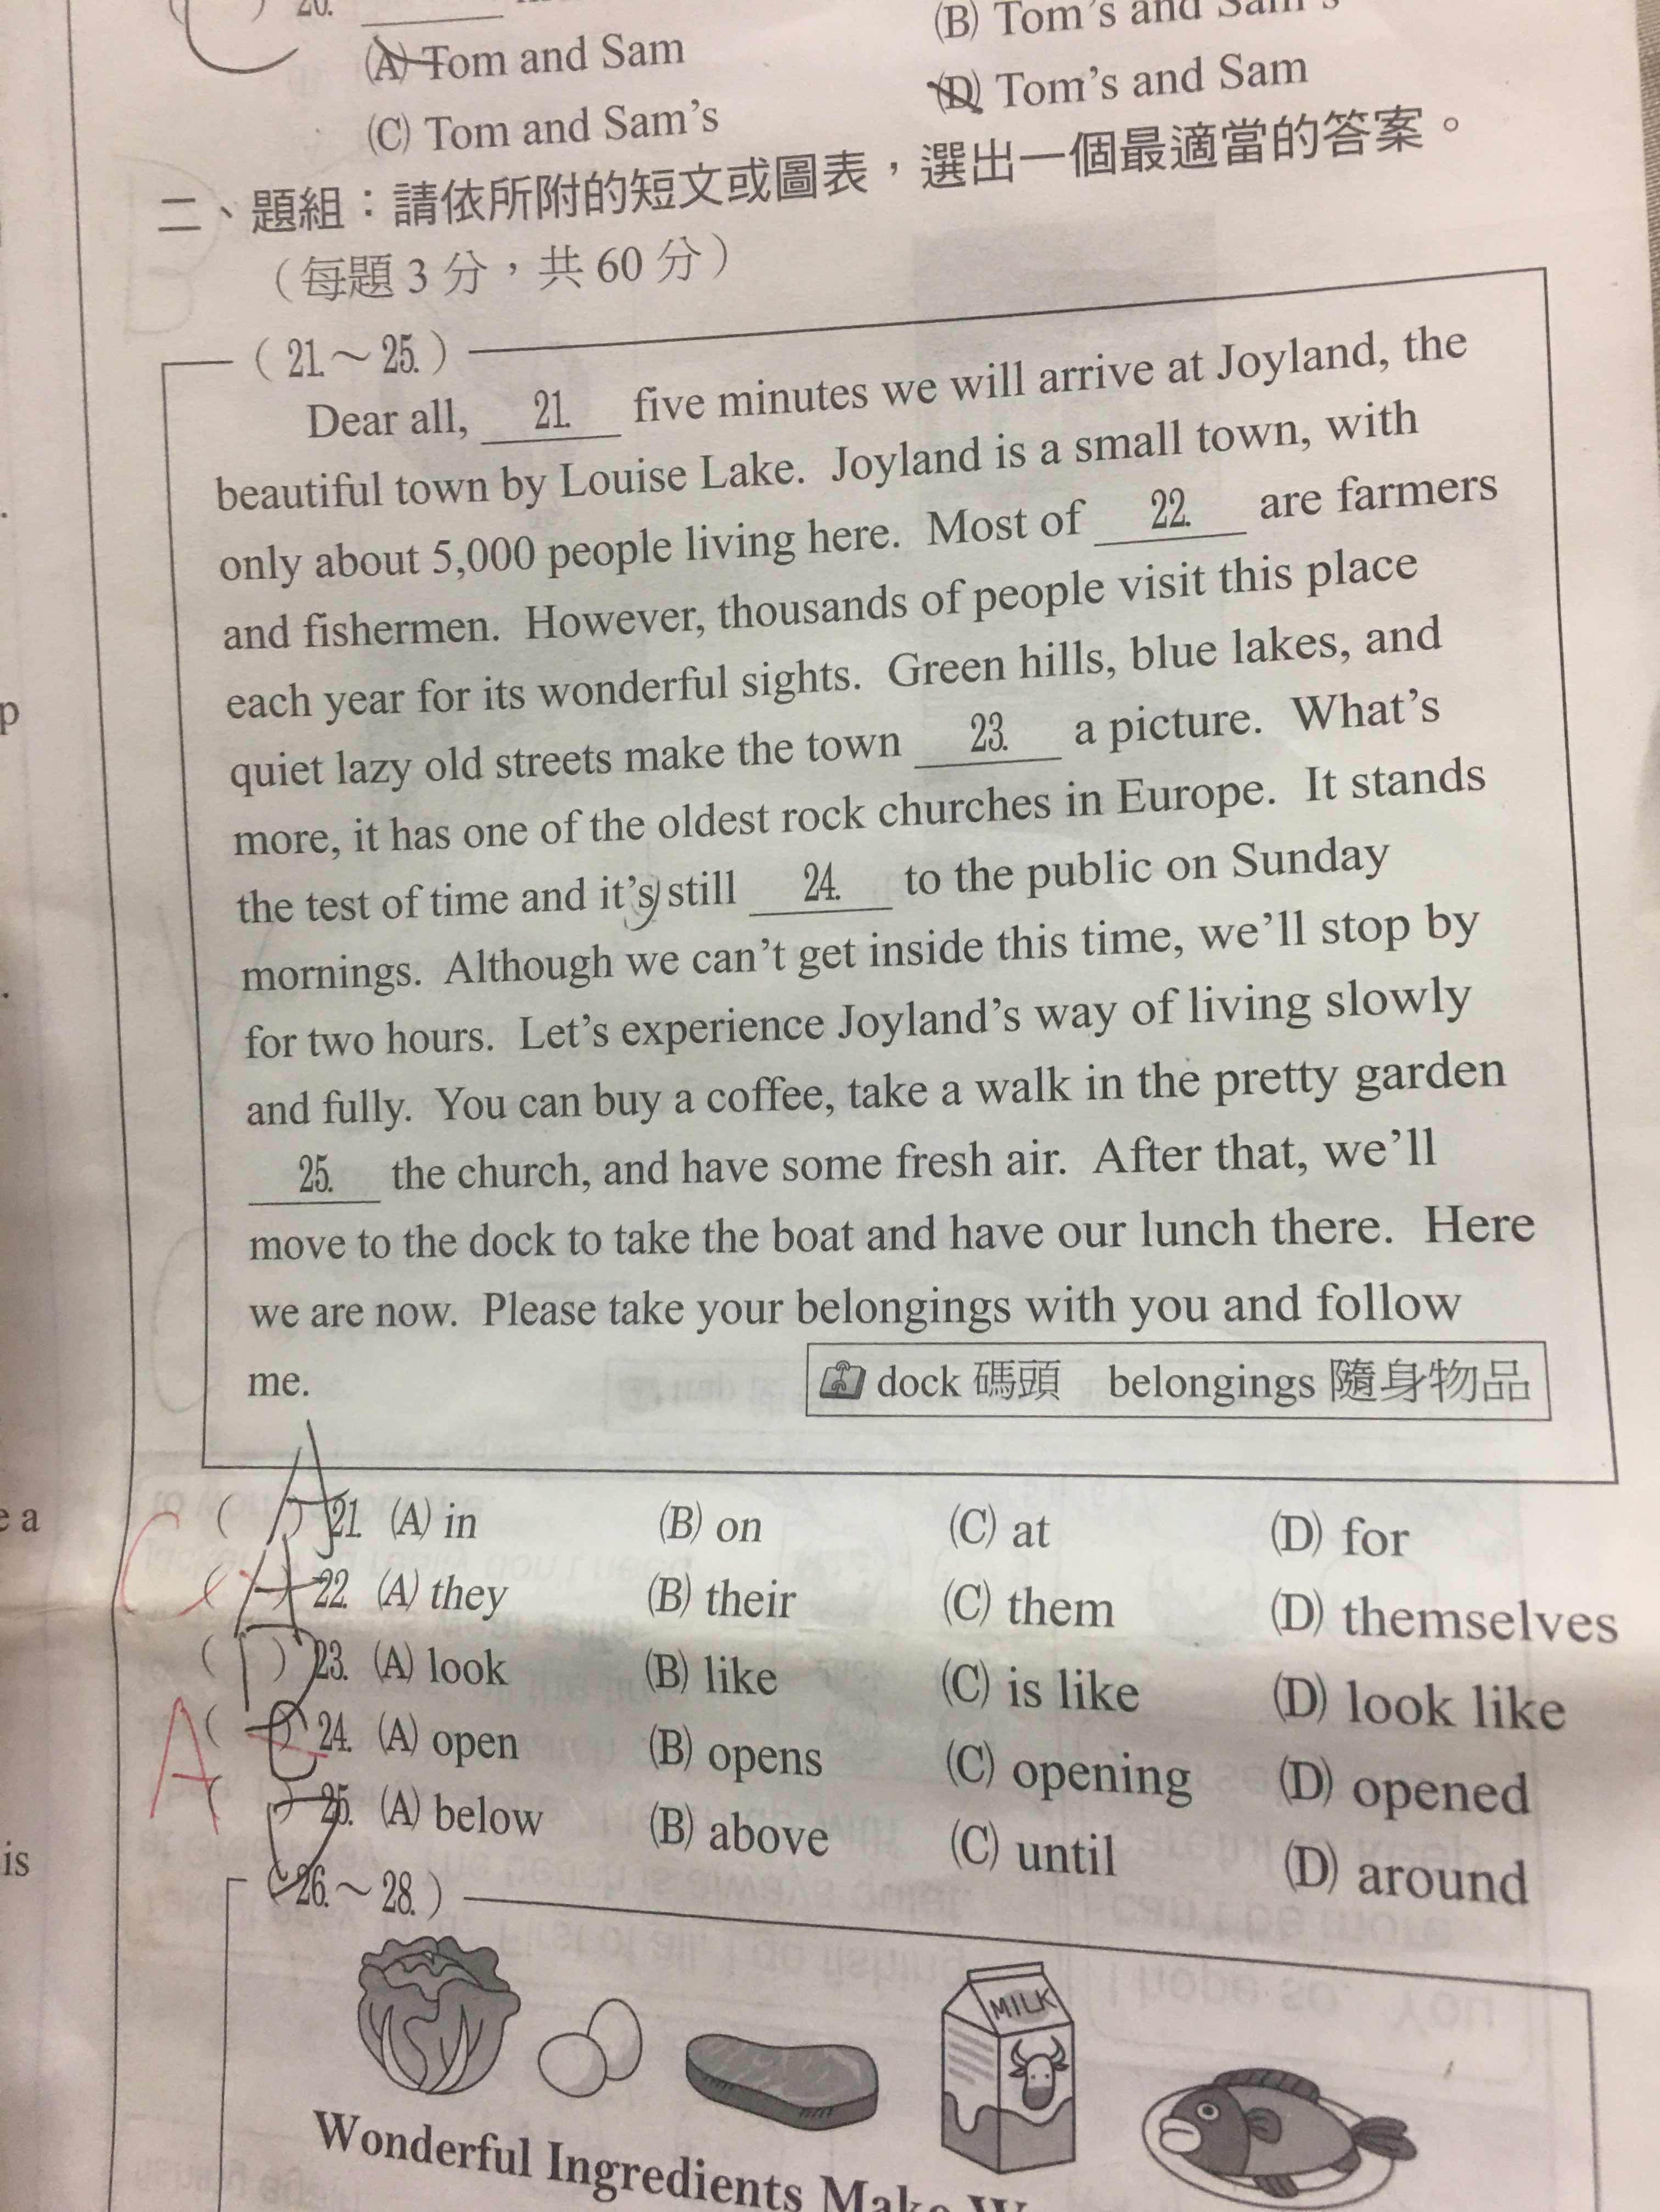 20.
(A) Tom and Sam
(B) Tom's and Sam's
(C) Tom and Sam's
(D) Tom's and Sam
二、題組：請依所附的短文或圖表，選出一個最適當的答案。
（每題 3 分，共 60 分）
（21.～25.）
Dear all, 21. five minutes we will arrive at Joyland, the
beautiful town by Louise Lake. Joyland is a small town, with
only about 5,000 people living here. Most of 22. are farmers
and fishermen. However, thousands of people visit this place
each year for its wonderful sights. Green hills, blue lakes, and
quiet lazy old streets make the town 23. a picture. What's
more, it has one of the oldest rock churches in Europe. It stands
the test of time and it's still 24. to the public on Sunday
mornings. Although we can't get inside this time, we'll stop by
for two hours. Let's experience Joyland's way of living slowly
and fully. You can buy a coffee, take a walk in the pretty garden
25. the church, and have some fresh air. After that, we'll
move to the dock to take the boat and have our lunch there. Here
we are now. Please take your belongings with you and follow
me.
dock 碼頭 belongings 隨身物品
( A ) 21. (A) in (B) on (C) at (D) for
C ( A ) 22. (A) they (B) their (C) them (D) themselves
( ) 23. (A) look (B) like (C) is like (D) look like
A ( ) 24. (A) open (B) opens (C) opening (D) opened
( ) 25. (A) below (B) above (C) until (D) around
（26.～28.）
MILK
Wonderful Ingredients Make